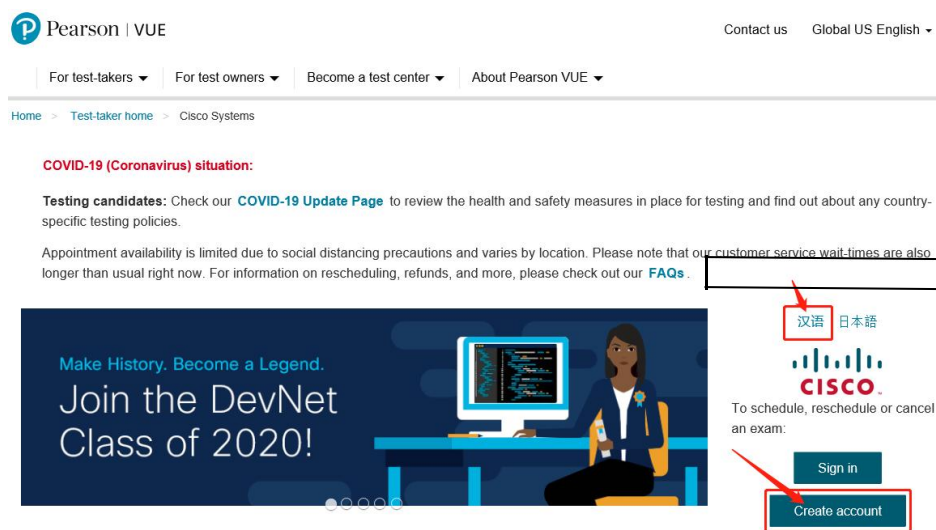 Pearson | VUE
Contact us Global US English
For test-takers For test owners Become a test center About Pearson VUE
Home > Test-taker home > Cisco Systems
COVID-19 (Coronavirus) situation:
Testing candidates: Check our COVID-19 Update Page to review the health and safety measures in place for testing and find out about any country-
specific testing policies.
Appointment availability is limited due to social distancing precautions and varies by location. Please note that our customer service wait-times are also
longer than usual right now. For information on rescheduling, refunds, and more, please check out our FAQs.
Make History. Become a Legend.
Join the DevNet
Class of 2020!
汉语 日本語
CISCO
To schedule, reschedule or cancel
an exam:
Sign in
Create account